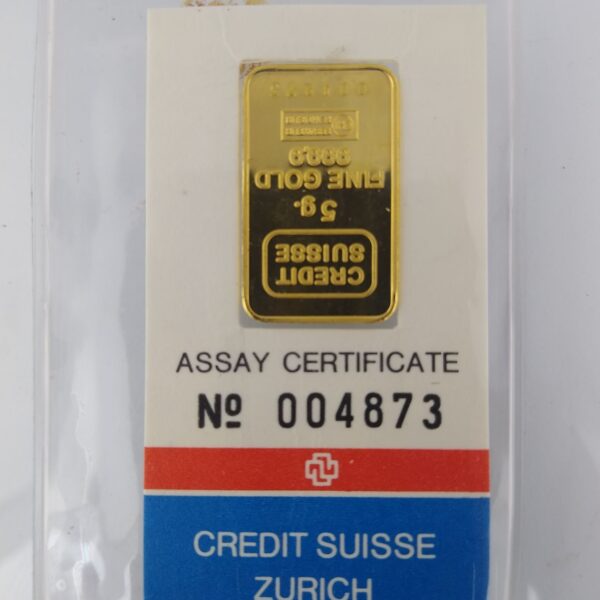 CREDIT
SUISSE
5 g.
FINE GOLD
999,9
ASSAY CERTIFICATE
Nº 004873
CREDIT SUISSE
ZURICH